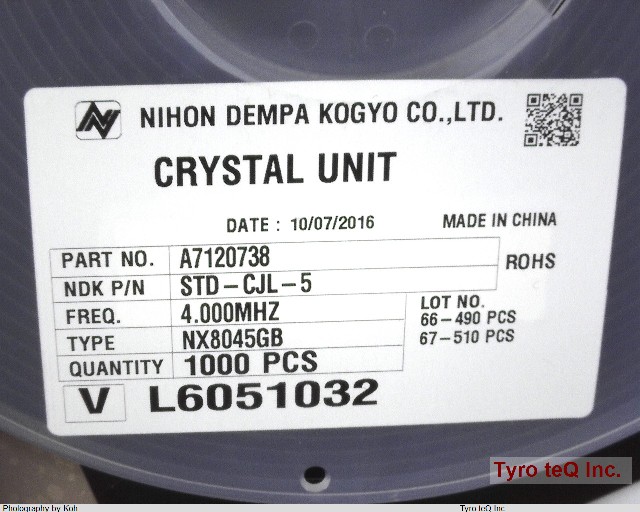 NIHON DEMPA KOGYO CO.,LTD.
CRYSTAL UNIT
DATE : 10/07/2016
MADE IN CHINA
PART NO. A7120738
ROHS
NDK P/N STD-CJL-5
FREQ. 4.000MHZ
LOT NO.
66-490 PCS
67-510 PCS
TYPE NX8045GB
QUANTITY 1000 PCS
V L6051032
Tyro teQ Inc.
Photography by Koh
Tyro teQ Inc